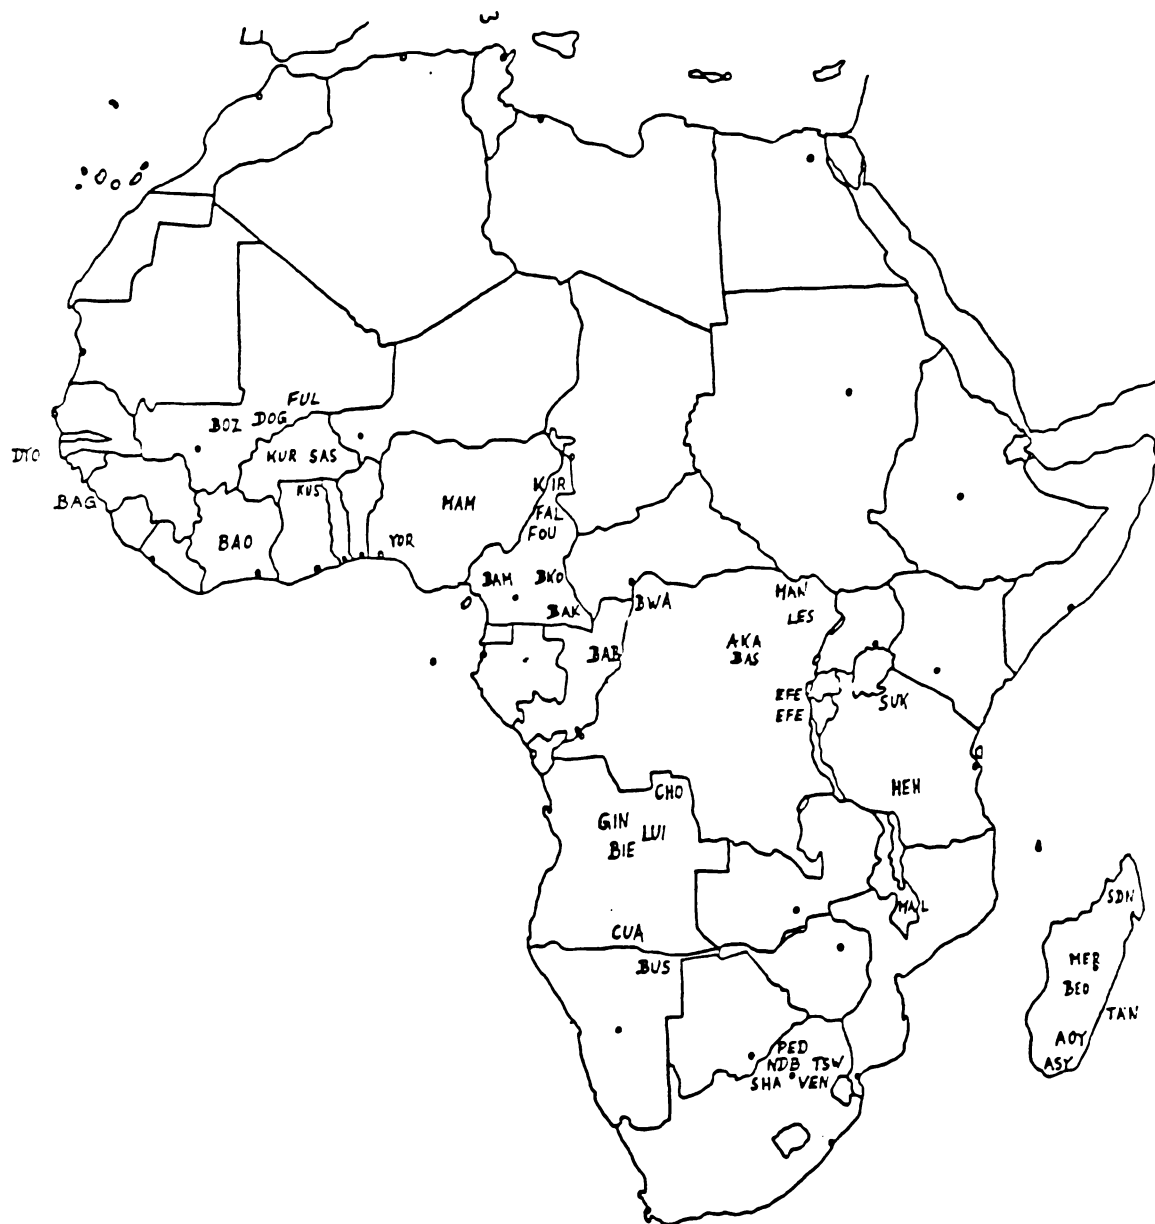 FUL
BOZ DOG
DYO
KUR SAS
KUS
BAG
MAM
KIR
FAL
FOU
BAO
YOR
BAM
BKO
BAK
BWA
MAN
LES
AKA
BAS
BAB
EFE
EFE
SUK
HEH
CHO
GIN
LUI
BIE
MAL
SDN
CUA
BUS
MER
BEO
TAN
AOY
ASY
PED
NDB TSW
SHA VEN